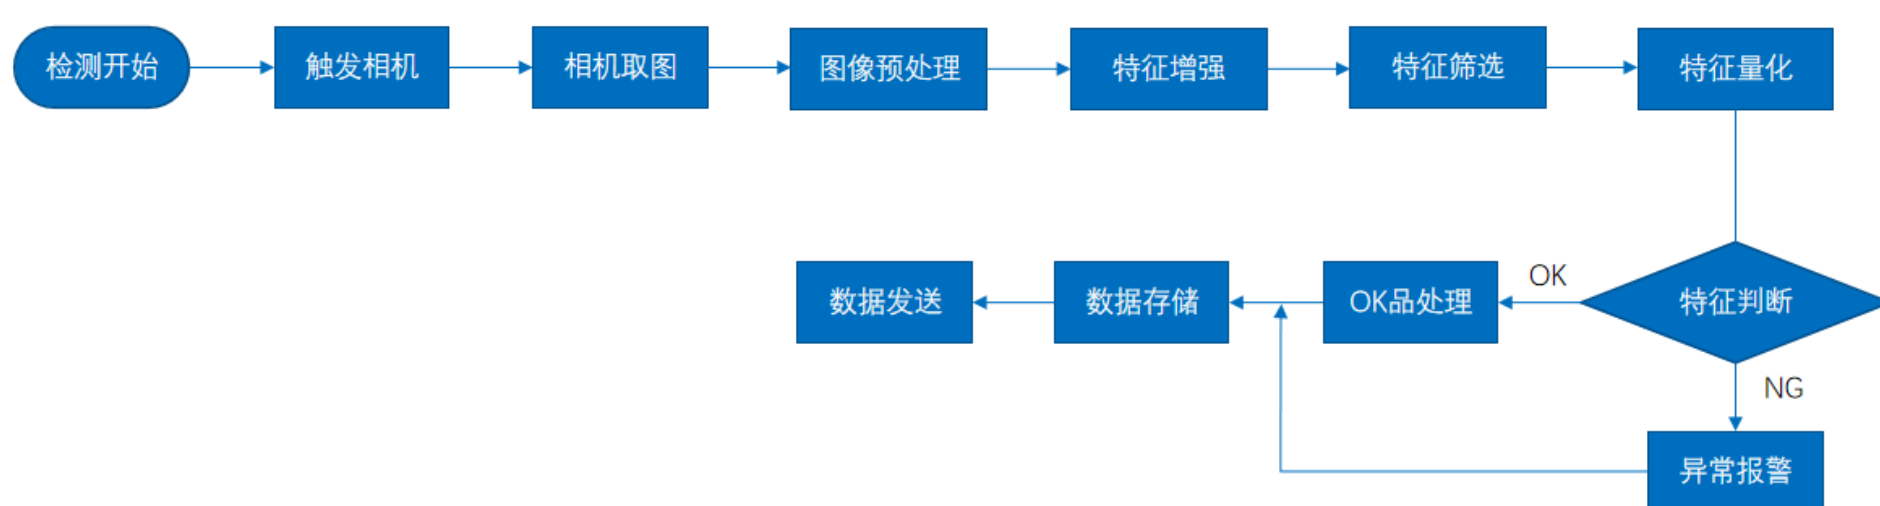 检测开始
触发相机
相机取图
图像预处理
特征增强
特征筛选
特征量化
数据发送
数据存储
OK品处理
OK
特征判断
NG
异常报警